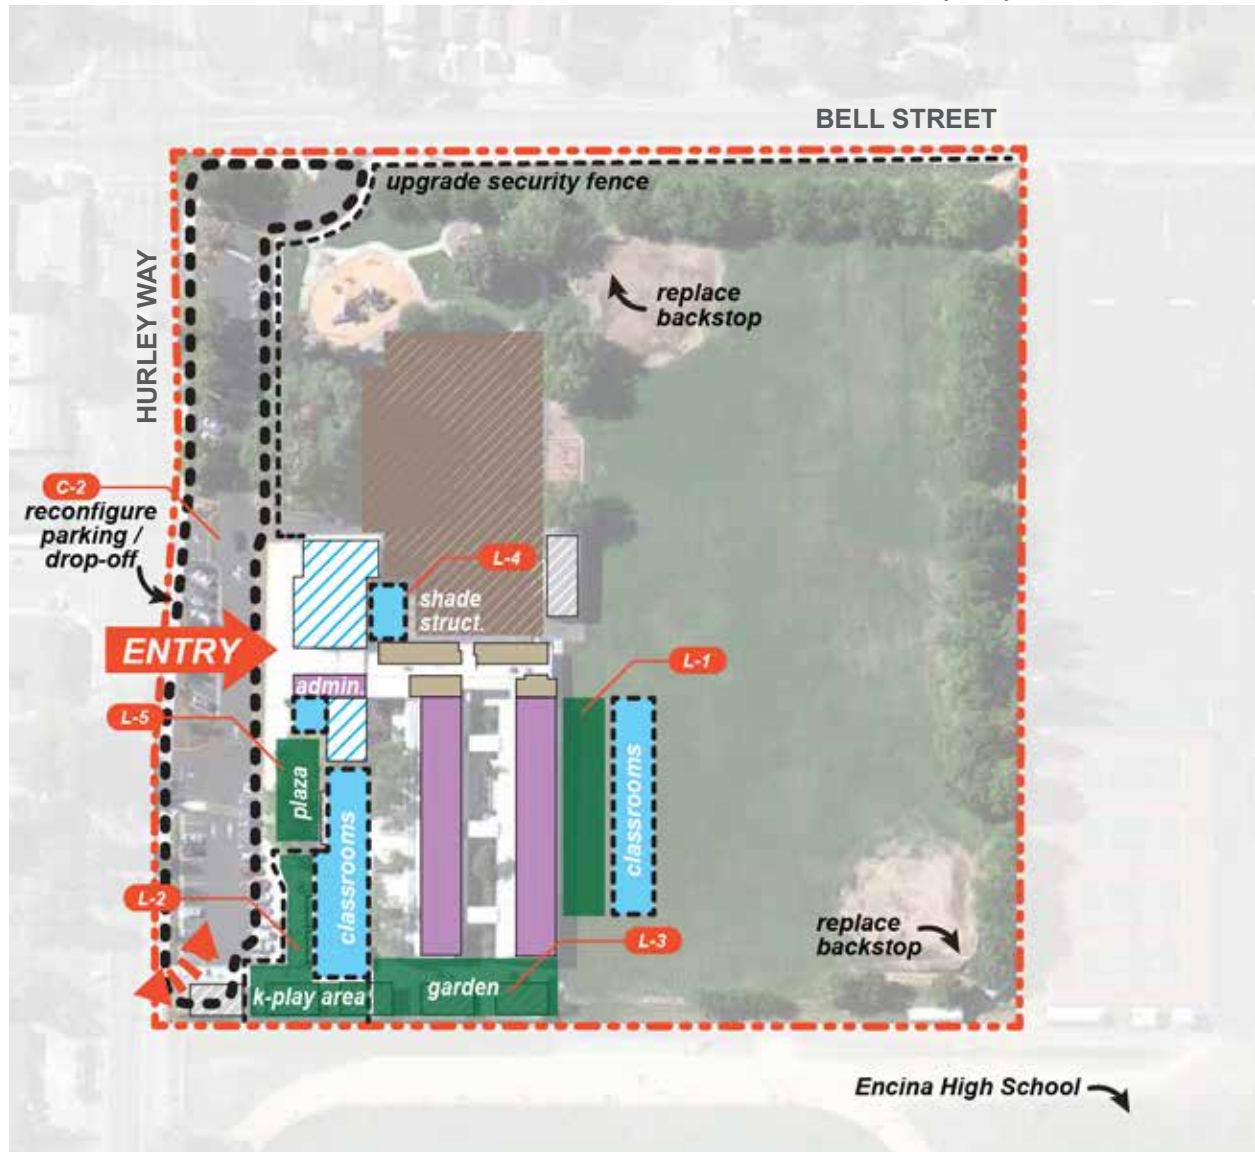 BELL STREET
upgrade security fence
HURLEY WAY
replace
backstop
C-2
reconfigure
parking /
drop-off
L-4
shade
struct.
ENTRY
L-1
admin.
L-5
plaza
classrooms
classrooms
L-2
replace
backstop
L-3
garden
k-play area
Encina High School